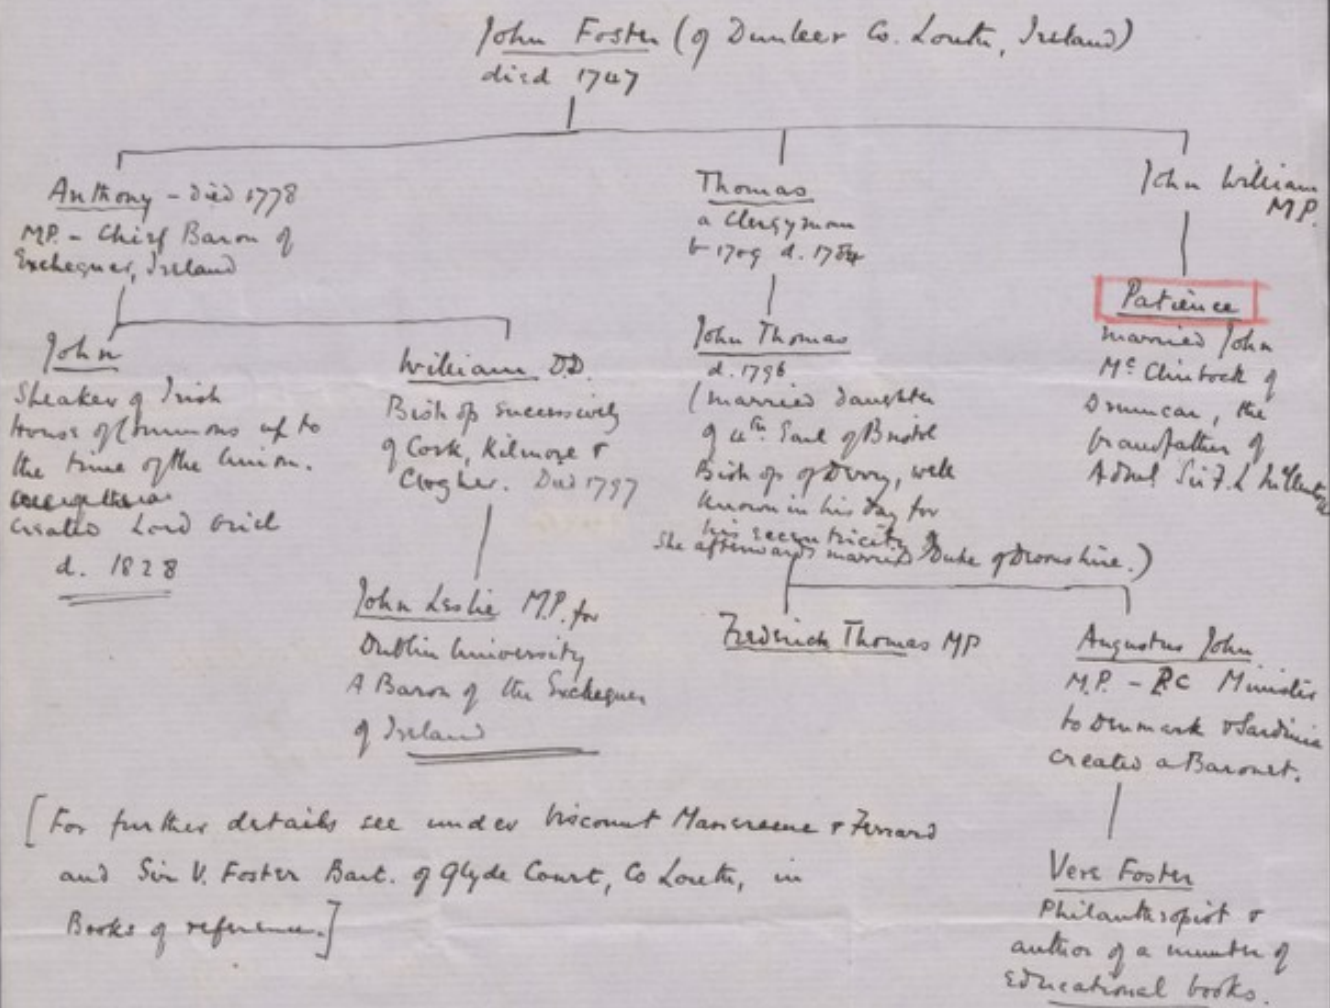 John Foster (of Dunleer Co. Louth, Ireland)
died 1747
Anthony - died 1778
MP. - Chief Baron of
Exchequer, Ireland
Thomas
a Clergyman
b 1709 d. 1784
John William
MP.
John
Speaker of Irish
House of Commons up to
the time of the Union.
created Lord Oriel
d. 1828
William D.D.
Bishop successively
of Cork, Kilmore &
Clogher. Died 1797
John Leslie M.P. for
Dublin University
A Baron of the Exchequer
of Ireland
John Thomas
d. 1796
(married daughter
of 4th Earl of Bristol
Bishop of Derry, well
known in his day for
his eccentricity &
she afterwards married Duke of Devonshire.)
Patience
married John
McClintock of
Drumcar, the
grandfather of
Adml Sir F. L McClintock
Frederick Thomas MP
Augustus John
M.P. - PC Minister
to Denmark & Sardinia
created a Baronet.
Vere Foster
Philanthropist &
author of a number of
Educational books.
[For further details see under Viscount Massereene & Ferrard
and Sir V. Foster Bart. of Glyde Court, Co Louth, in
Books of reference.]